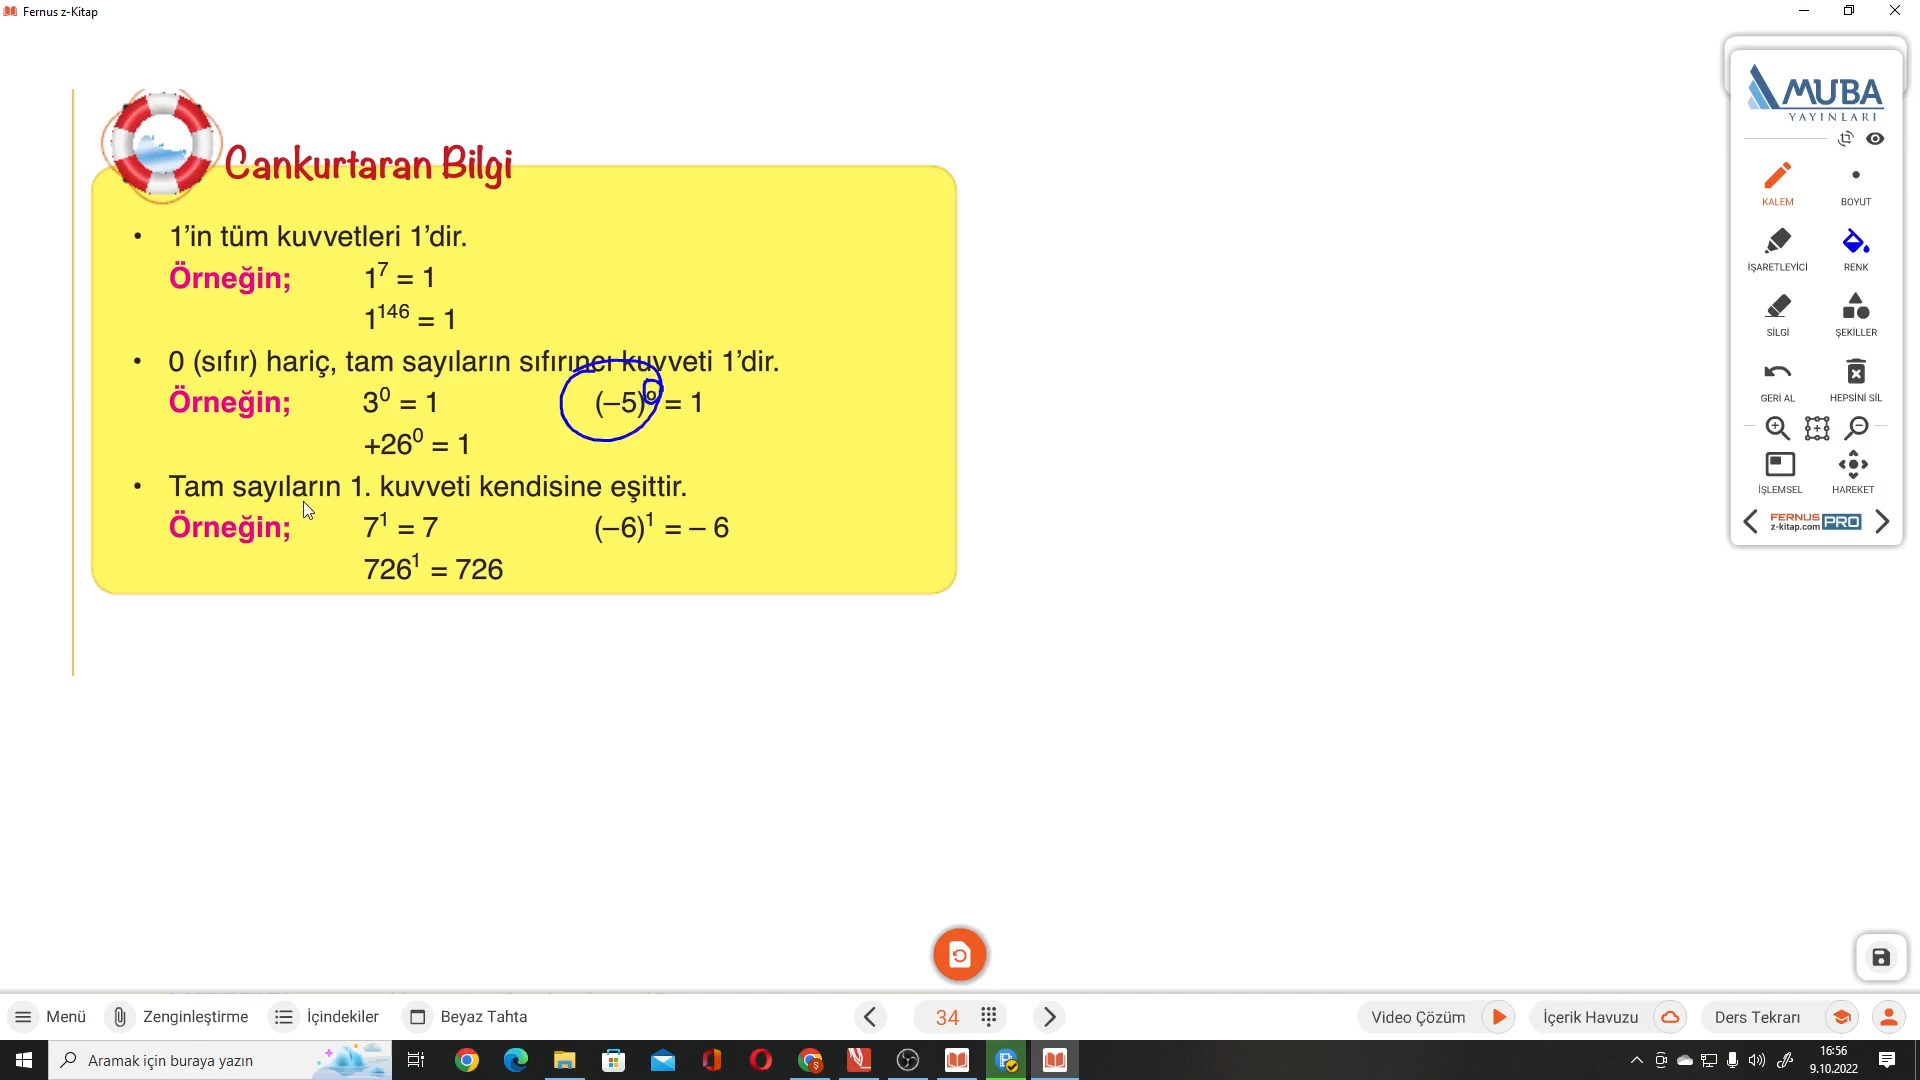 Fernus z-Kitap
MUBA
YAYINLARI
Cankurtaran Bilgi
• 1’in tüm kuvvetleri 1’dir.
Örneğin; 1⁷ = 1
1¹⁴⁶ = 1
• 0 (sıfır) hariç, tam sayıların sıfırıncı kuvveti 1’dir.
Örneğin; 3⁰ = 1 (–5)⁰ = 1
+26⁰ = 1
• Tam sayıların 1. kuvveti kendisine eşittir.
Örneğin; 7¹ = 7 (–6)¹ = – 6
726¹ = 726
KALEM BOYUT
İŞARETLEYİCİ RENK
SİLGİ ŞEKİLLER
GERİ AL HEPSİNİ SİL
İŞLEMSEL HAREKET
FERNUS PRO
z-kitap.com
Menü Zenginleştirme İçindekiler Beyaz Tahta 34 Video Çözüm İçerik Havuzu Ders Tekrarı
Aramak için buraya yazın
16:56
9.10.2022